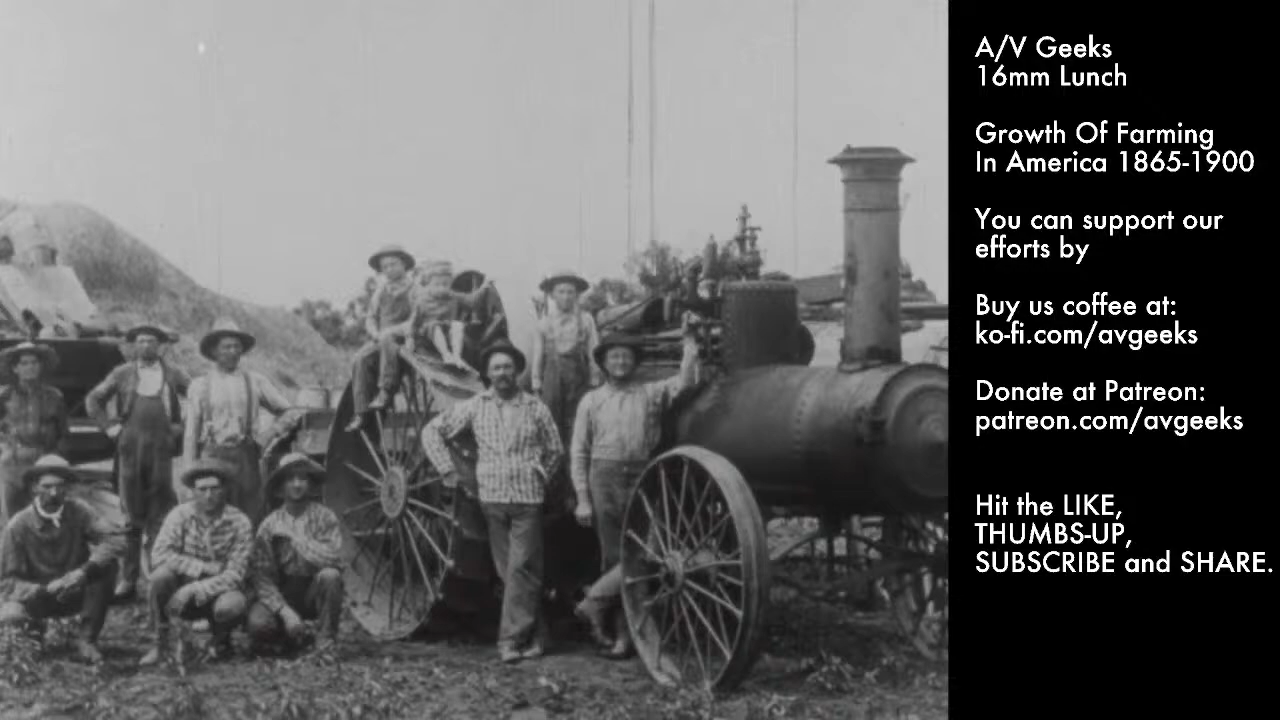 A/V Geeks
16mm Lunch
Growth Of Farming
In America 1865-1900
You can support our
efforts by
Buy us coffee at:
ko-fi.com/avgeeks
Donate at Patreon:
patreon.com/avgeeks
Hit the LIKE,
THUMBS-UP,
SUBSCRIBE and SHARE.